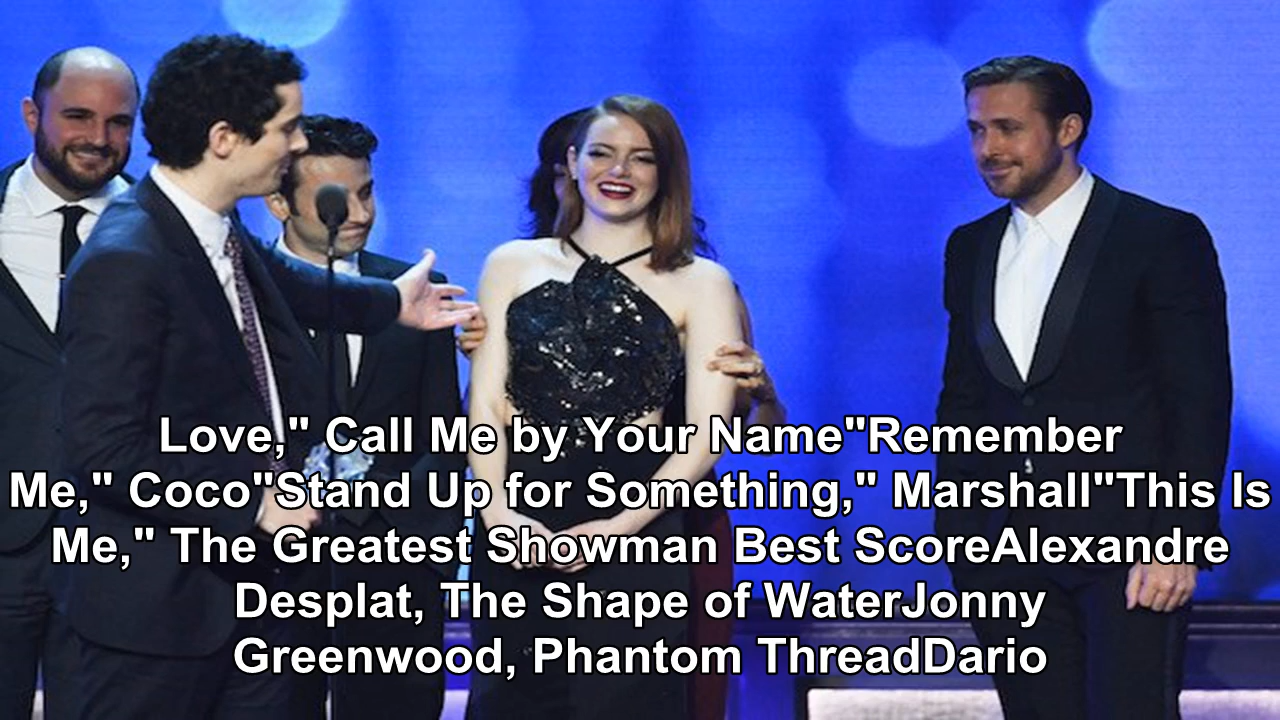 Love," Call Me by Your Name"Remember
Me," Coco"Stand Up for Something," Marshall"This Is
Me," The Greatest Showman Best ScoreAlexandre
Desplat, The Shape of WaterJonny
Greenwood, Phantom ThreadDario